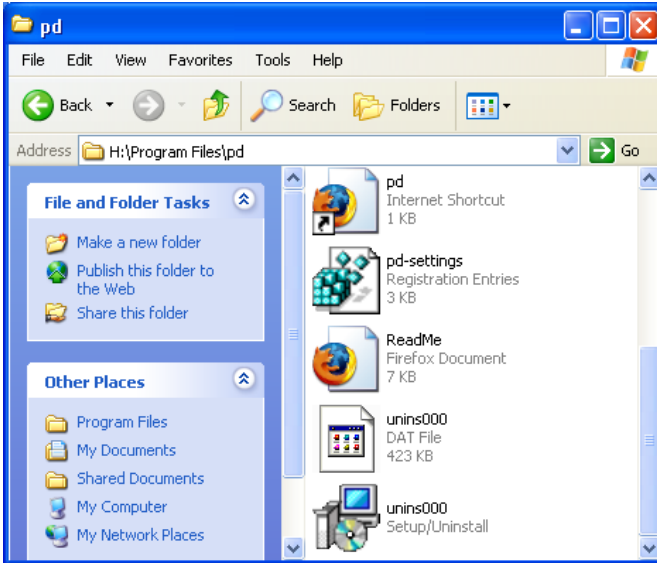 pd
File Edit View Favorites Tools Help
Back Search Folders
Address H:\Program Files\pd Go
File and Folder Tasks
Make a new folder
Publish this folder to
the Web
Share this folder
Other Places
Program Files
My Documents
Shared Documents
My Computer
My Network Places
pd
Internet Shortcut
1 KB
pd-settings
Registration Entries
3 KB
ReadMe
Firefox Document
7 KB
unins000
DAT File
423 KB
unins000
Setup/Uninstall